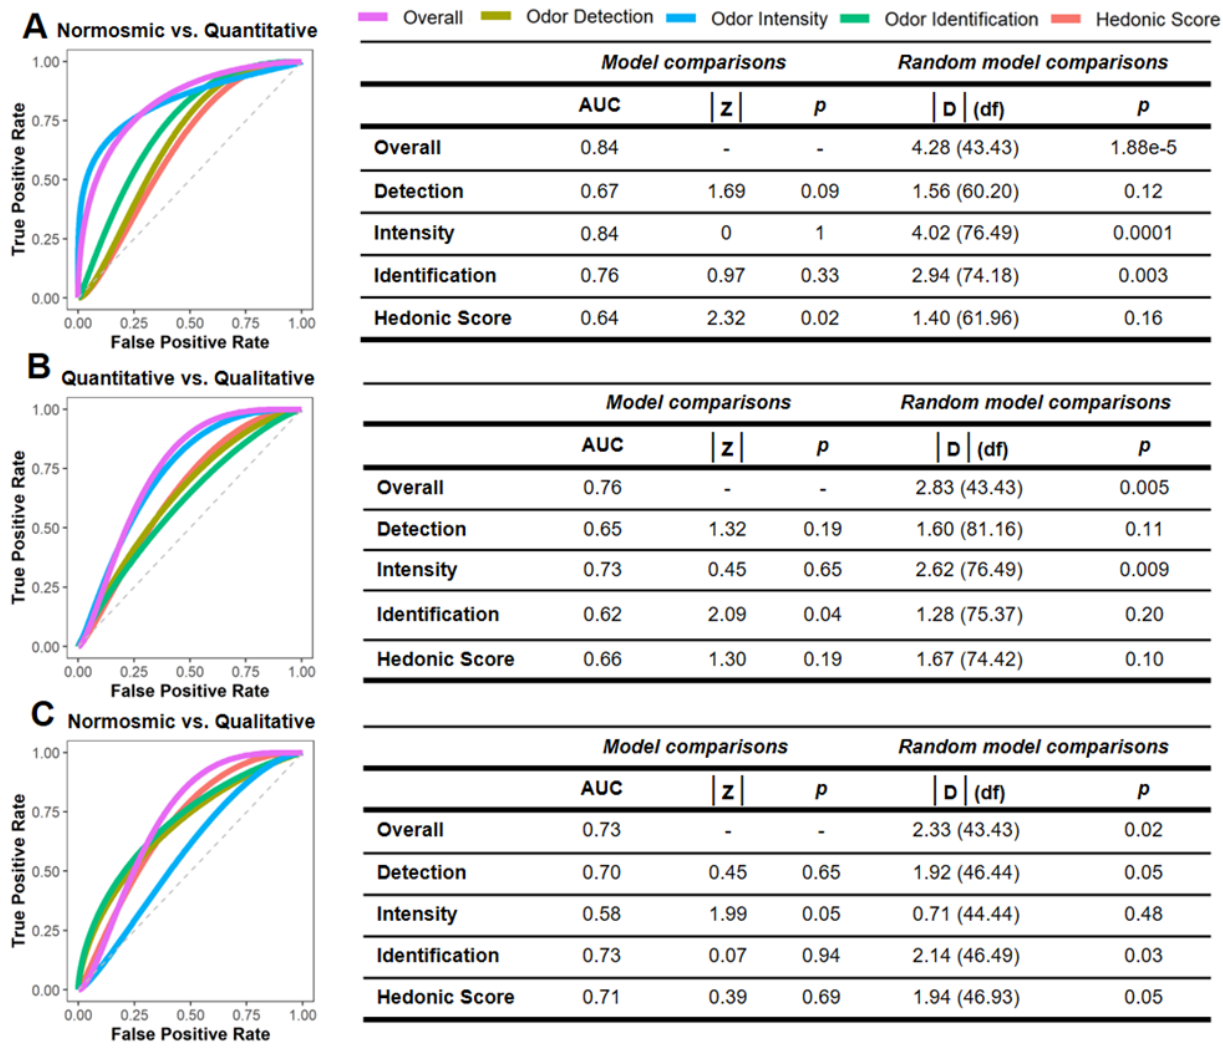 Overall Odor Detection Odor Intensity Odor Identification Hedonic Score
A Normosmic vs. Quantitative
1.00
0.75
0.50
0.25
0.00
True Positive Rate
0.00 0.25 0.50 0.75 1.00
False Positive Rate
Model comparisons Random model comparisons
AUC |Z| p |D| (df) p
Overall 0.84 - - 4.28 (43.43) 1.88e-5
Detection 0.67 1.69 0.09 1.56 (60.20) 0.12
Intensity 0.84 0 1 4.02 (76.49) 0.0001
Identification 0.76 0.97 0.33 2.94 (74.18) 0.003
Hedonic Score 0.64 2.32 0.02 1.40 (61.96) 0.16
B Quantitative vs. Qualitative
1.00
0.75
0.50
0.25
0.00
True Positive Rate
0.00 0.25 0.50 0.75 1.00
False Positive Rate
Model comparisons Random model comparisons
AUC |Z| p |D| (df) p
Overall 0.76 - - 2.83 (43.43) 0.005
Detection 0.65 1.32 0.19 1.60 (81.16) 0.11
Intensity 0.73 0.45 0.65 2.62 (76.49) 0.009
Identification 0.62 2.09 0.04 1.28 (75.37) 0.20
Hedonic Score 0.66 1.30 0.19 1.67 (74.42) 0.10
C Normosmic vs. Qualitative
1.00
0.75
0.50
0.25
0.00
True Positive Rate
0.00 0.25 0.50 0.75 1.00
False Positive Rate
Model comparisons Random model comparisons
AUC |Z| p |D| (df) p
Overall 0.73 - - 2.33 (43.43) 0.02
Detection 0.70 0.45 0.65 1.92 (46.44) 0.05
Intensity 0.58 1.99 0.05 0.71 (44.44) 0.48
Identification 0.73 0.07 0.94 2.14 (46.49) 0.03
Hedonic Score 0.71 0.39 0.69 1.94 (46.93) 0.05